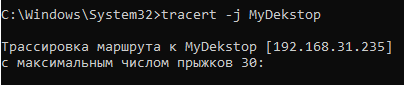 C:\Windows\System32>tracert -j MyDekstop
Трассировка маршрута к MyDekstop [192.168.31.235]
с максимальным числом прыжков 30: